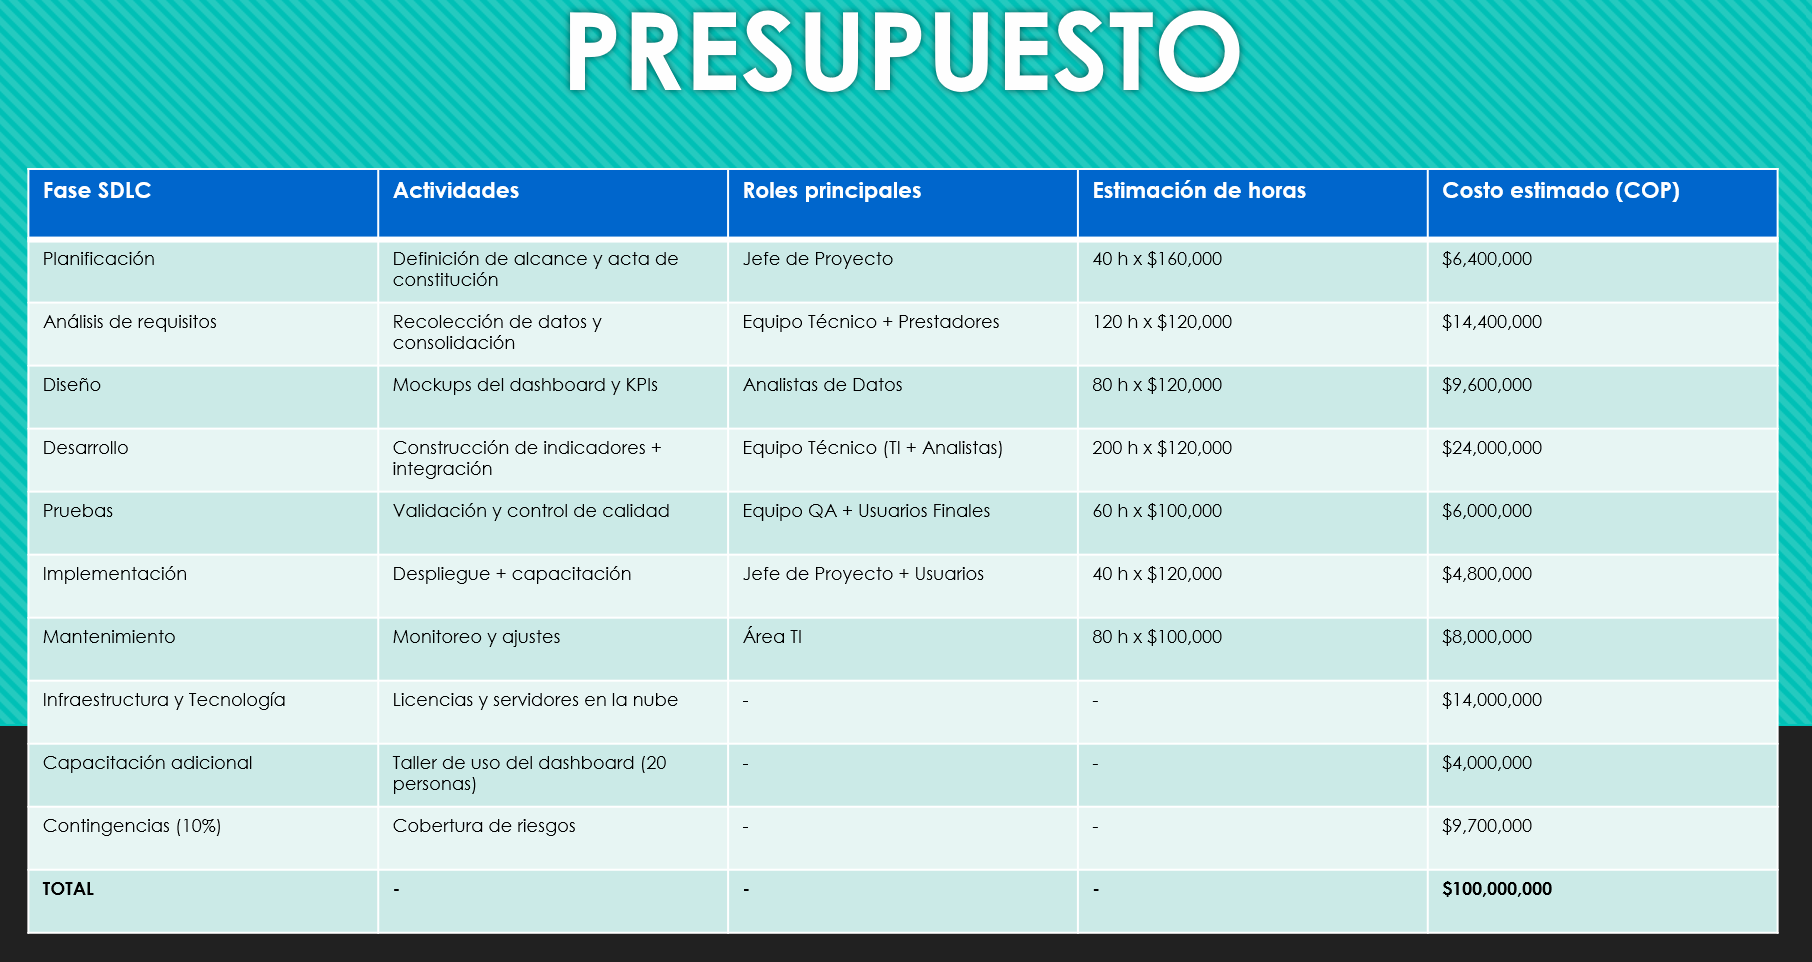 PRESUPUESTO
Fase SDLC
Actividades
Roles principales
Estimación de horas
Costo estimado (COP)
Planificación
Definición de alcance y acta de
constitución
Jefe de Proyecto
40 h x $160,000
$6,400,000
Análisis de requisitos
Recolección de datos y
consolidación
Equipo Técnico + Prestadores
120 h x $120,000
$14,400,000
Diseño
Mockups del dashboard y KPIs
Analistas de Datos
80 h x $120,000
$9,600,000
Desarrollo
Construcción de indicadores +
integración
Equipo Técnico (TI + Analistas)
200 h x $120,000
$24,000,000
Pruebas
Validación y control de calidad
Equipo QA + Usuarios Finales
60 h x $100,000
$6,000,000
Implementación
Despliegue + capacitación
Jefe de Proyecto + Usuarios
40 h x $120,000
$4,800,000
Mantenimiento
Monitoreo y ajustes
Área TI
80 h x $100,000
$8,000,000
Infraestructura y Tecnología
Licencias y servidores en la nube
-
-
$14,000,000
Capacitación adicional
Taller de uso del dashboard (20
personas)
-
-
$4,000,000
Contingencias (10%)
Cobertura de riesgos
-
-
$9,700,000
TOTAL
-
-
-
$100,000,000